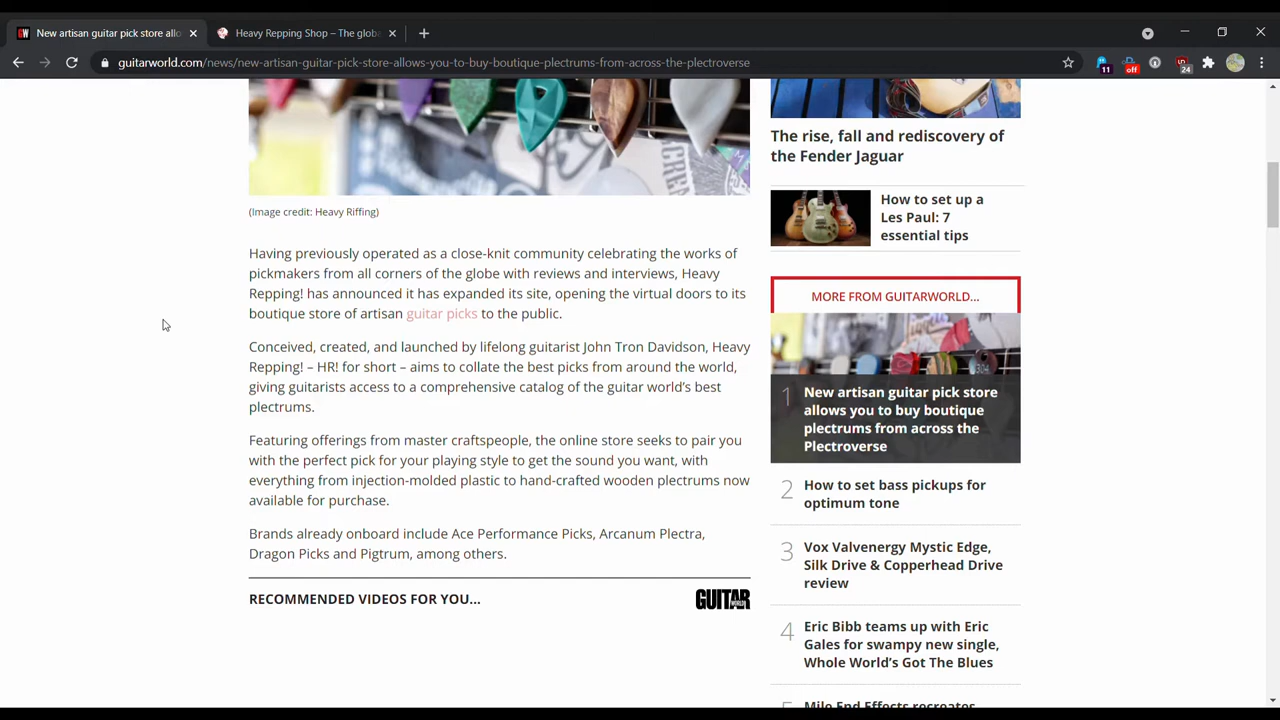 New artisan guitar pick store allo
Heavy Repping Shop – The globa
guitarworld.com/news/new-artisan-guitar-pick-store-allows-you-to-buy-boutique-plectrums-from-across-the-plectroverse
11
off
24
(Image credit: Heavy Riffing)
Having previously operated as a close-knit community celebrating the works of
pickmakers from all corners of the globe with reviews and interviews, Heavy
Repping! has announced it has expanded its site, opening the virtual doors to its
boutique store of artisan guitar picks to the public.
Conceived, created, and launched by lifelong guitarist John Tron Davidson, Heavy
Repping! – HR! for short – aims to collate the best picks from around the world,
giving guitarists access to a comprehensive catalog of the guitar world's best
plectrums.
Featuring offerings from master craftspeople, the online store seeks to pair you
with the perfect pick for your playing style to get the sound you want, with
everything from injection-molded plastic to hand-crafted wooden plectrums now
available for purchase.
Brands already onboard include Ace Performance Picks, Arcanum Plectra,
Dragon Picks and Pigtrum, among others.
RECOMMENDED VIDEOS FOR YOU...
GUITAR
The rise, fall and rediscovery of
the Fender Jaguar
How to set up a
Les Paul: 7
essential tips
MORE FROM GUITARWORLD...
1
New artisan guitar pick store
allows you to buy boutique
plectrums from across the
Plectroverse
2
How to set bass pickups for
optimum tone
3
Vox Valvenergy Mystic Edge,
Silk Drive & Copperhead Drive
review
4
Eric Bibb teams up with Eric
Gales for swampy new single,
Whole World's Got The Blues
Mile End Effects recreates